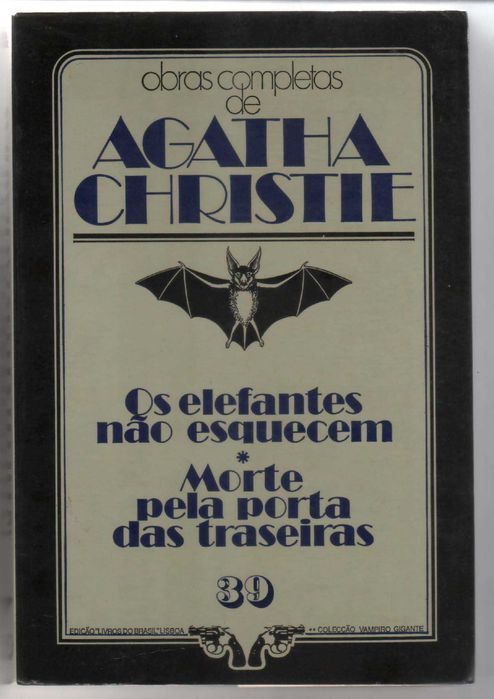 obras completas
de
AGATHA
CHRISTIE
Os elefantes
não esquecem
*
Morte
pela porta
das traseiras
39
EDIÇÃO "LIVROS DO BRASIL" LISBOA
** COLECÇÃO VAMPIRO GIGANTE